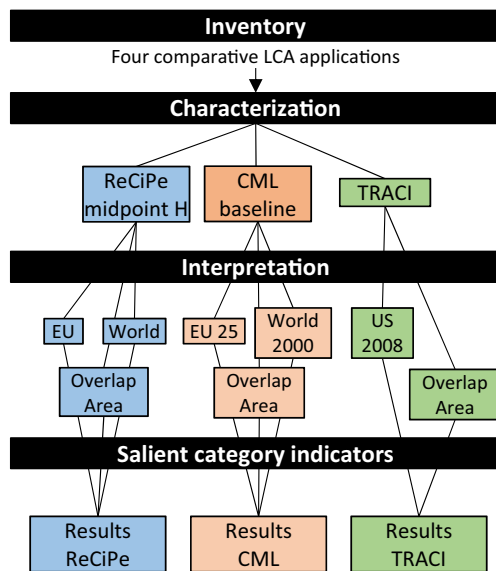 Inventory
Four comparative LCA applications
Characterization
ReCiPe
midpoint H
CML
baseline
TRACI
Interpretation
EU
World
EU 25
World
2000
US
2008
Overlap
Area
Overlap
Area
Overlap
Area
Salient category indicators
Results
ReCiPe
Results
CML
Results
TRACI